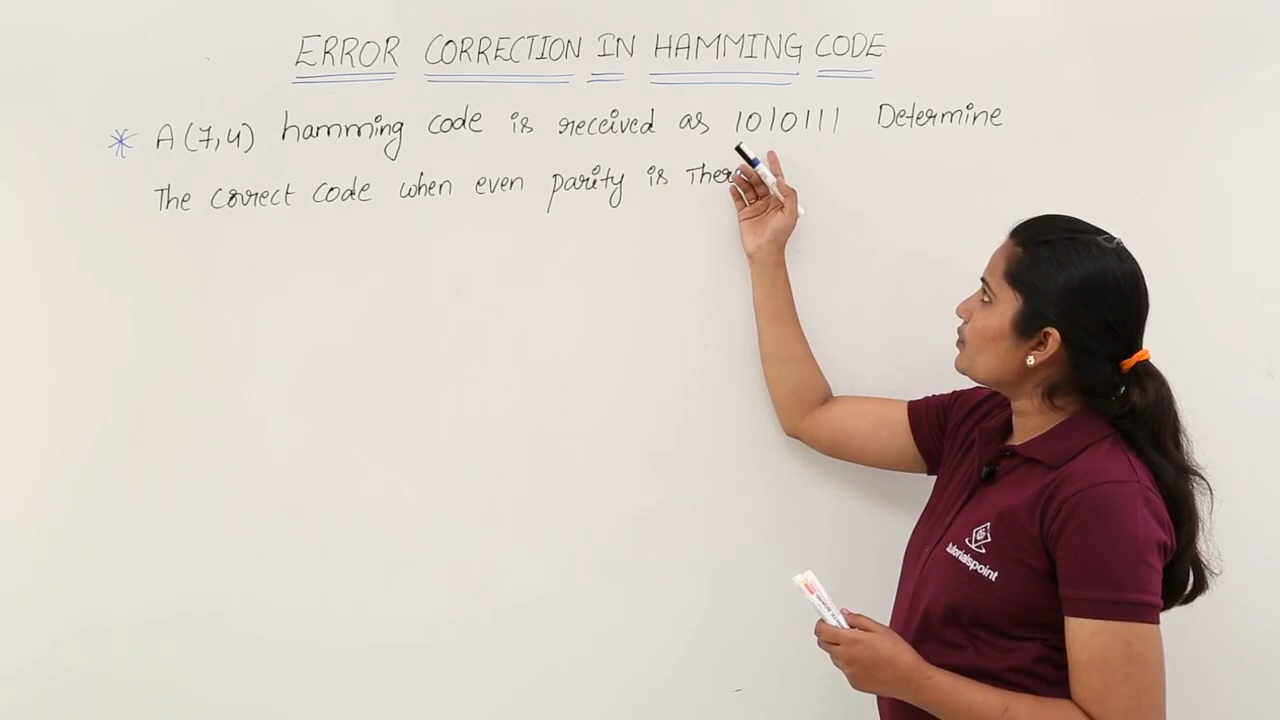 ERROR CORRECTION IN HAMMING CODE
* A (7,4) hamming code is received as 1010111 Determine
The correct code when even parity is Ther
tutorialspoint